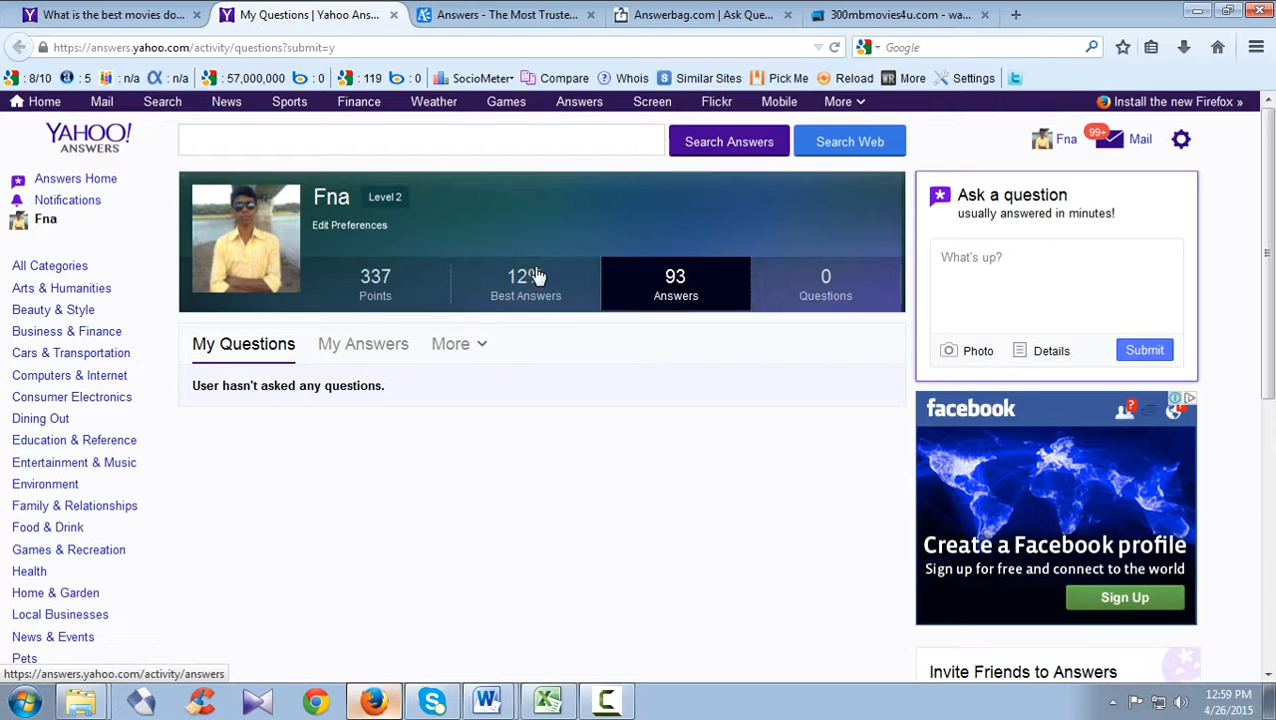 What is the best movies do...
My Questions | Yahoo Ans...
Answers - The Most Truste...
Answerbag.com | Ask Que...
300mbmovies4u.com - wa...
https://answers.yahoo.com/activity/questions?submit=y
Google
: 8/10
: 5
: n/a
: n/a
: 57,000,000
: 0
: 119
: 0
SocioMeter
Compare
Whois
Similar Sites
Pick Me
Reload
More
Settings
Home
Mail
Search
News
Sports
Finance
Weather
Games
Answers
Screen
Flickr
Mobile
More
Install the new Firefox »
YAHOO!
ANSWERS
Search Answers
Search Web
Fna
99+
Mail
Answers Home
Notifications
Fna
All Categories
Arts & Humanities
Beauty & Style
Business & Finance
Cars & Transportation
Computers & Internet
Consumer Electronics
Dining Out
Education & Reference
Entertainment & Music
Environment
Family & Relationships
Food & Drink
Games & Recreation
Health
Home & Garden
Local Businesses
News & Events
Pets
Fna
Level 2
Edit Preferences
337
Points
12%
Best Answers
93
Answers
0
Questions
My Questions
My Answers
More
User hasn't asked any questions.
Ask a question
usually answered in minutes!
What's up?
Photo
Details
Submit
facebook
Create a Facebook profile
Sign up for free and connect to the world
Sign Up
Invite Friends to Answers
https://answers.yahoo.com/activity/answers
12:59 PM
4/26/2015